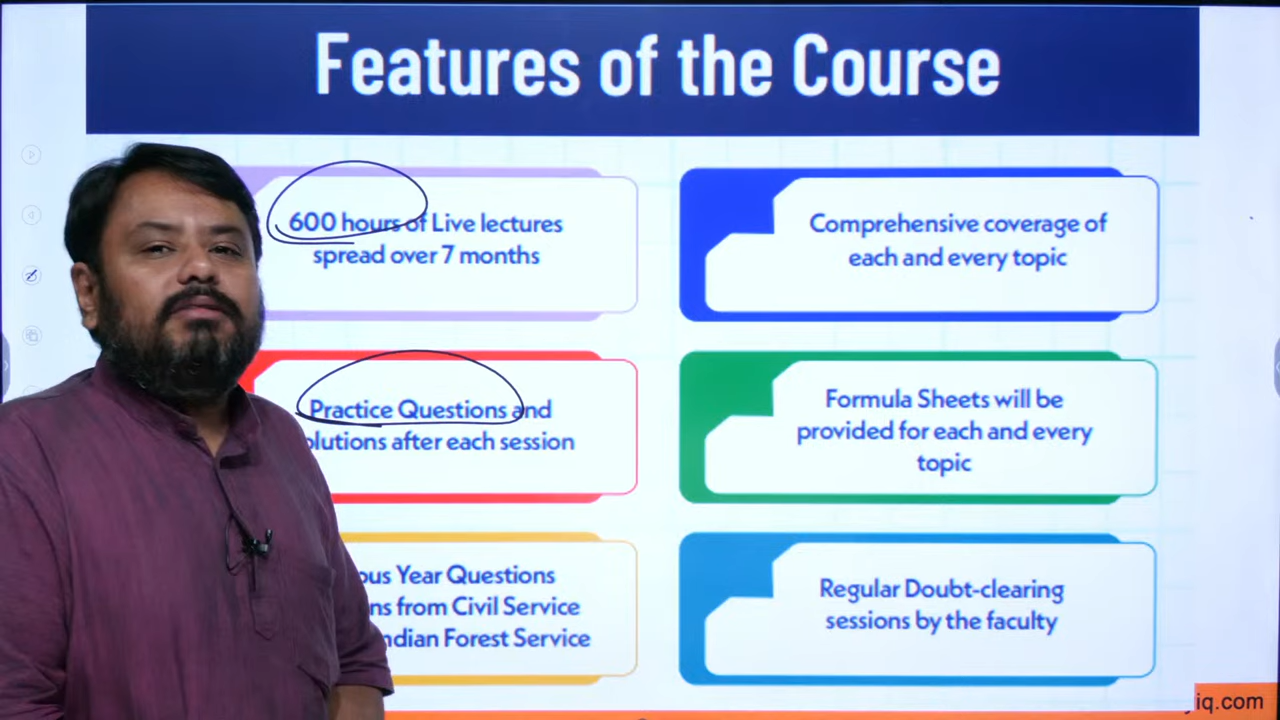 Features of the Course
600 hours of Live lectures
spread over 7 months
Comprehensive coverage of
each and every topic
Practice Questions and
olutions after each session
Formula Sheets will be
provided for each and every
topic
ous Year Questions
ns from Civil Service
ndian Forest Service
Regular Doubt-clearing
sessions by the faculty
iq.com